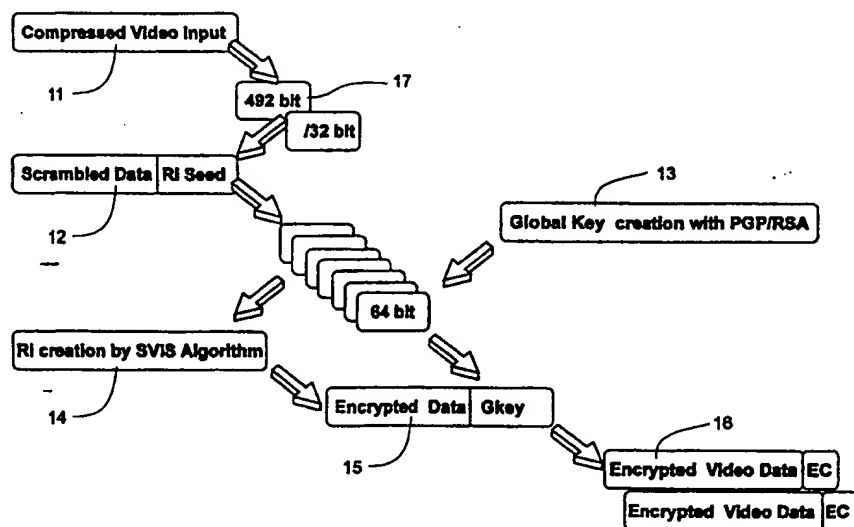 Compressed Video Input
11
492 bit
17
/32 bit
Scrambled Data RI Seed
12
13
Global Key creation with PGP/RSA
64 bit
RI creation by SVIS Algorithm
14
Encrypted Data Gkey
15
16
Encrypted Video Data EC
Encrypted Video Data EC